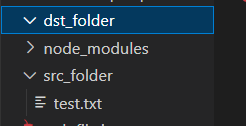 dst_folder
node_modules
src_folder
test.txt